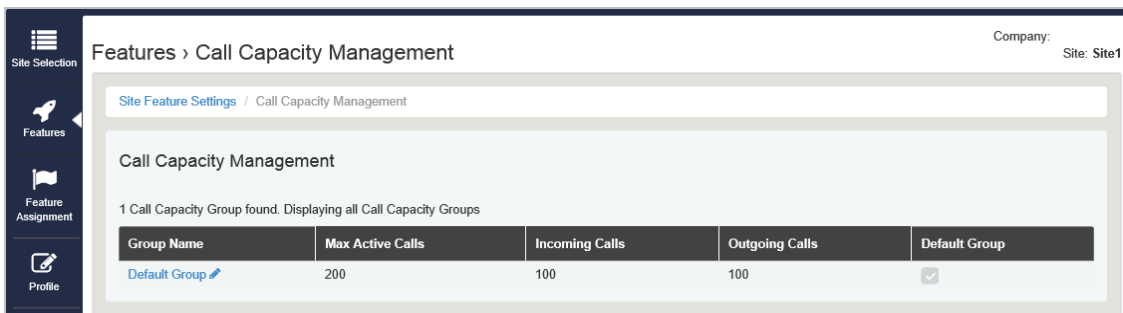 Site Selection
Features
Feature
Assignment
Profile
Features › Call Capacity Management
Company:
Site: Site1
Site Feature Settings / Call Capacity Management
Call Capacity Management
1 Call Capacity Group found. Displaying all Call Capacity Groups
Group Name Max Active Calls Incoming Calls Outgoing Calls Default Group
Default Group 200 100 100